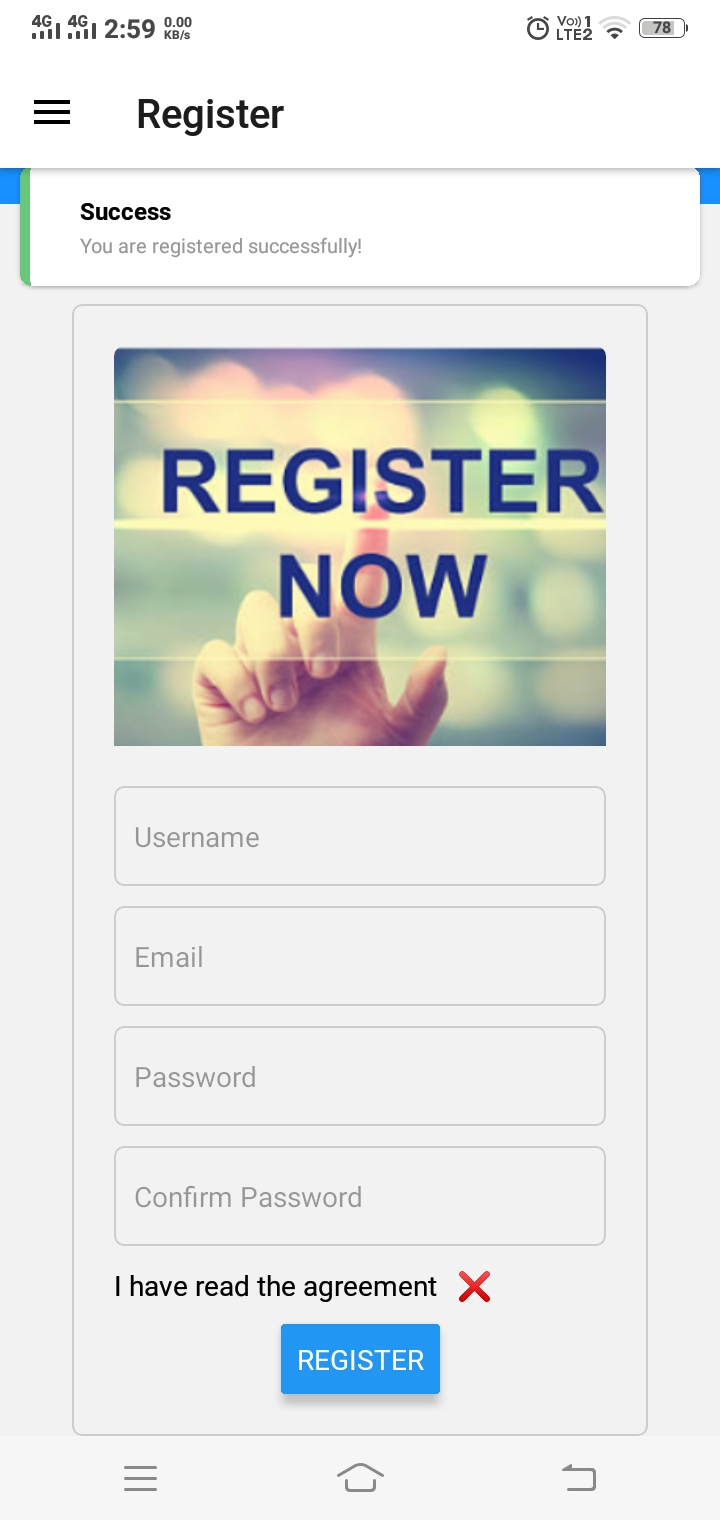 4G 4G 2:59 0.00 KB/s Vo)) 1 LTE2 78
Register
Success
You are registered successfully!
REGISTER
NOW
Username
Email
Password
Confirm Password
I have read the agreement ❌
REGISTER